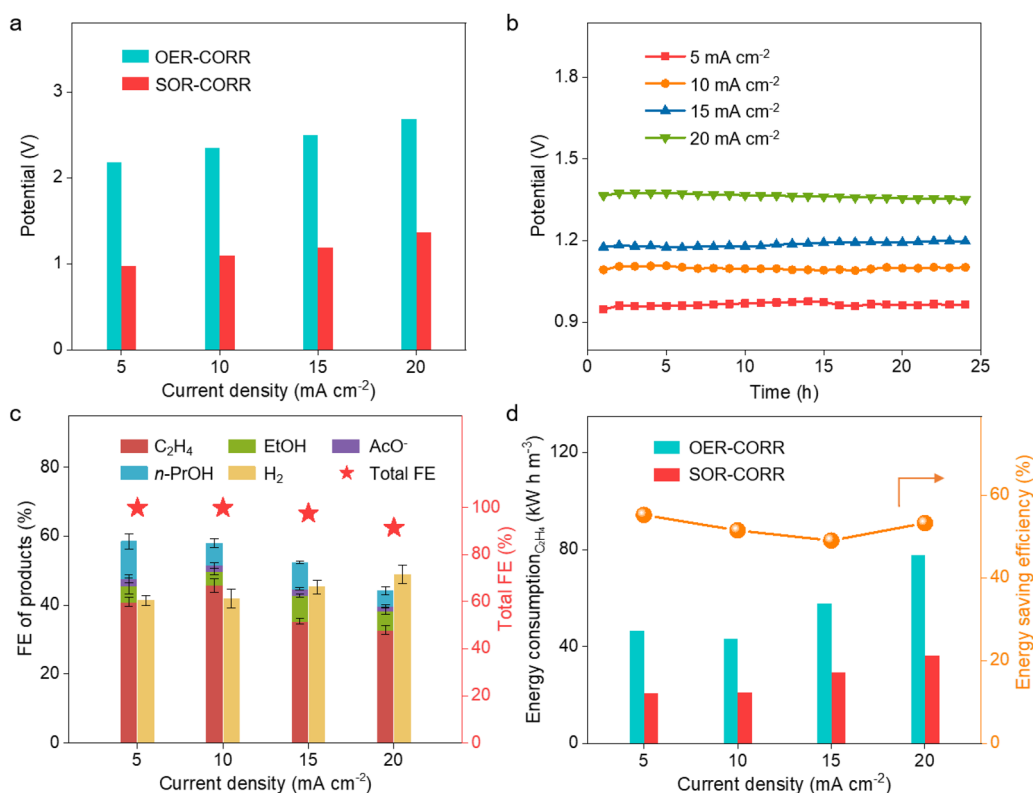 a
OER-CORR
SOR-CORR
Potential (V)
3
2
1
0
5 10 15 20
Current density (mA cm⁻²)
b
5 mA cm⁻²
10 mA cm⁻²
15 mA cm⁻²
20 mA cm⁻²
Potential (V)
1.8
1.5
1.2
0.9
0 5 10 15 20 25
Time (h)
c
C₂H₄ EtOH AcO⁻
n-PrOH H₂ Total FE
FE of products (%)
80
60
40
20
0
5 10 15 20
Current density (mA cm⁻²)
100
80
60
40
20
0
Total FE (%)
d
OER-CORR
SOR-CORR
Energy consumption C₂H₄ (kW h m⁻³)
120
80
40
0
5 10 15 20
Current density (mA cm⁻²)
60
40
20
0
Energy saving efficiency (%)